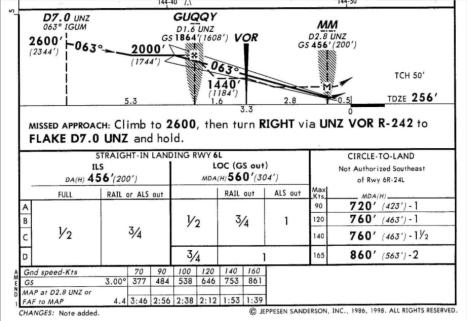 144-40
144-20
D7.0 UNZ
063° IGUM
2600'
(2344')
063°
2000'
(1744')
GUQQY
D1.6 UNZ
GS 1864'(1608')
VOR
MM
D2.8 UNZ
GS 456'(200')
063°
1440'
(1184')
M
TCH 50'
TDZE 256'
5.3
1.6
2.8
0.5
3.3
0
MISSED APPROACH: Climb to 2600, then turn RIGHT via UNZ VOR R-242 to
FLAKE D7.0 UNZ and hold.
STRAIGHT-IN LANDING RWY 6L
CIRCLE-TO-LAND
ILS
LOC (GS out)
Not Authorized Southeast
of Rwy 6R-24L
DA(H) 456'(200')
MDA(H) 560'(304')
FULL
RAIL or ALS out
RAIL out
ALS out
Max
Kts.
MDA(H)
A
B
C
D
1/2
3/4
1/2
3/4
1
3/4
1
90
720' (423')-1
120
760' (463')-1
140
760' (463')-1 1/2
165
860' (563')-2
Gnd speed-Kts 70 90 100 120 140 160
GS 3.00° 377 484 538 646 753 861
MAP at D2.8 UNZ or
FAF to MAP 4.4 3:46 2:56 2:38 2:12 1:53 1:39
AMEND 1
CHANGES: Note added.
© JEPPESEN SANDERSON, INC., 1986, 1998. ALL RIGHTS RESERVED.